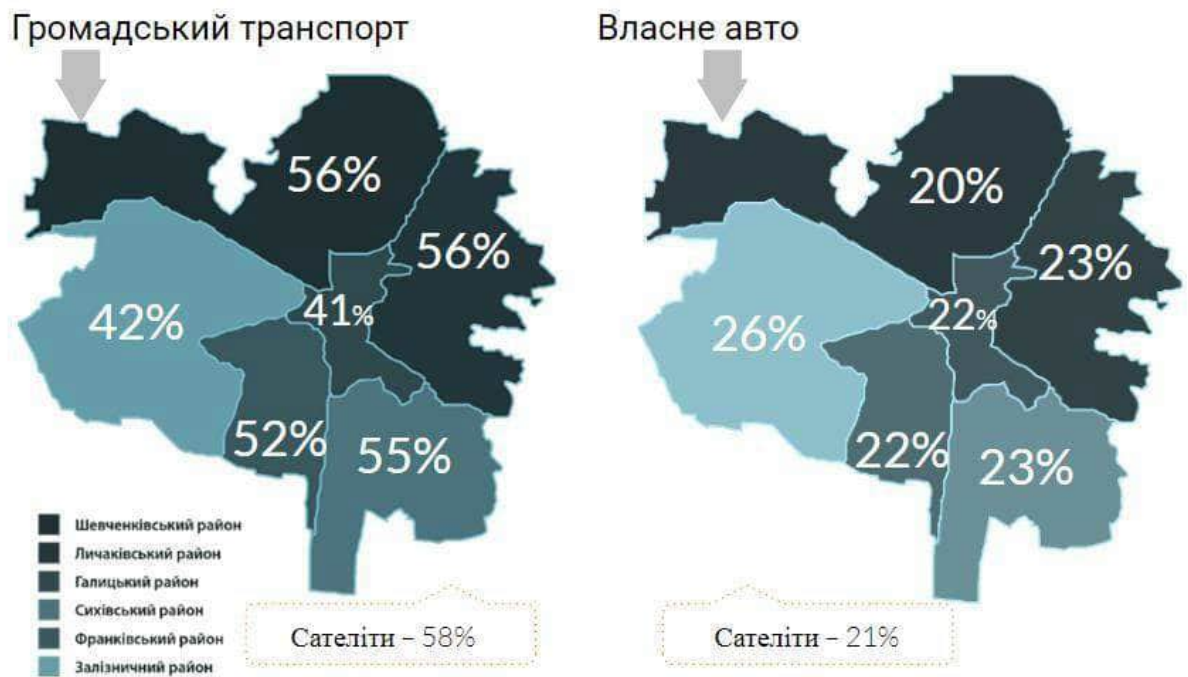 Громадський транспорт
56%
56%
41%
42%
52%
55%
Шевченківський район
Личаківський район
Галицький район
Сихівський район
Франківський район
Залізничний район
Сателіти – 58%
Власне авто
20%
23%
22%
26%
22%
23%
Сателіти – 21%